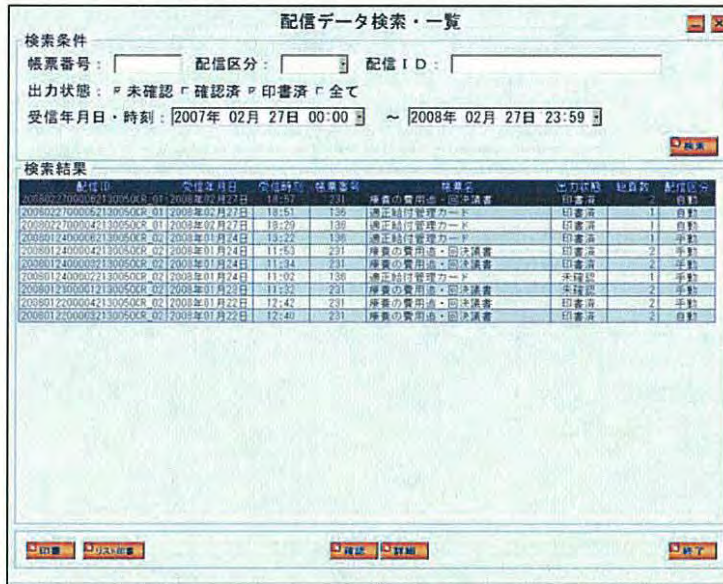 配信データ検索・一覧
検索条件
帳票番号： 配信区分： 配信ＩＤ：
出力状態： 未確認 確認済 印書済 全て
受信年月日・時刻：2007年 02月 27日 00:00 ～ 2008年 02月 27日 23:59
検索
検索結果
配信ID 受信年月日 受信時刻 帳票番号 帳票名 出力状態 総頁数 配信区分
2008年02月27日 18:57 231 療養の費用追・回決議書 印書済 2 自動
2008年02月27日 18:51 136 適正給付管理カード 印書済 1 自動
2008年02月27日 18:29 136 適正給付管理カード 印書済 1 自動
2008年01月24日 13:22 136 適正給付管理カード 印書済 1 手動
2008年01月24日 11:53 231 療養の費用追・回決議書 印書済 2 手動
2008年01月24日 11:34 231 療養の費用追・回決議書 印書済 2 手動
2008年01月24日 11:02 136 適正給付管理カード 未確認 1 手動
2008年01月23日 11:32 231 療養の費用追・回決議書 未確認 2 手動
2008年01月22日 12:42 231 療養の費用追・回決議書 印書済 2 手動
2008年01月22日 12:40 231 療養の費用追・回決議書 印書済 2 自動
印書 リスト印書 確認 詳細 終了